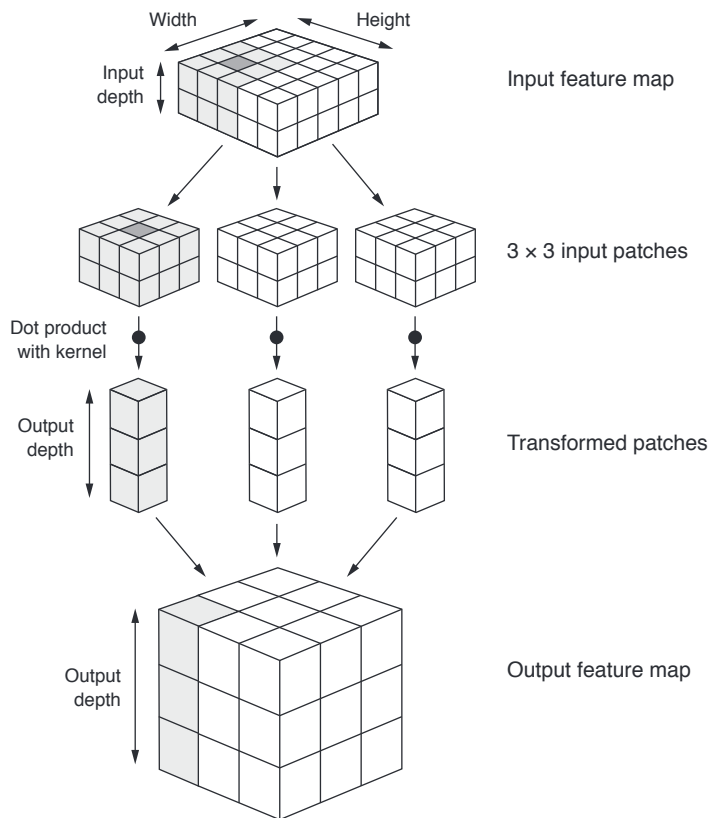 Width
Height
Input
depth
Input feature map
3 × 3 input patches
Dot product
with kernel
Output
depth
Transformed patches
Output
depth
Output feature map